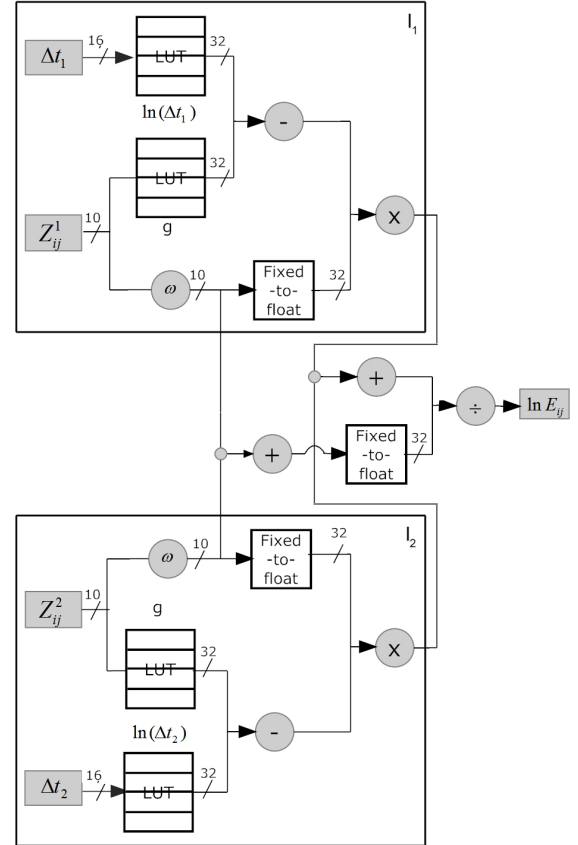 I₁
16
32
Δt₁
LUT
ln(Δt₁)
-
32
LUT
Z¹ᵢⱼ
10
g
x
ω
10
Fixed
-to-
float
32
+
÷
ln Eᵢⱼ
+
Fixed
-to-
float
32
I₂
ω
10
Fixed
-to-
float
32
Z²ᵢⱼ
10
g
x
LUT
32
ln(Δt₂)
-
Δt₂
16
LUT
32